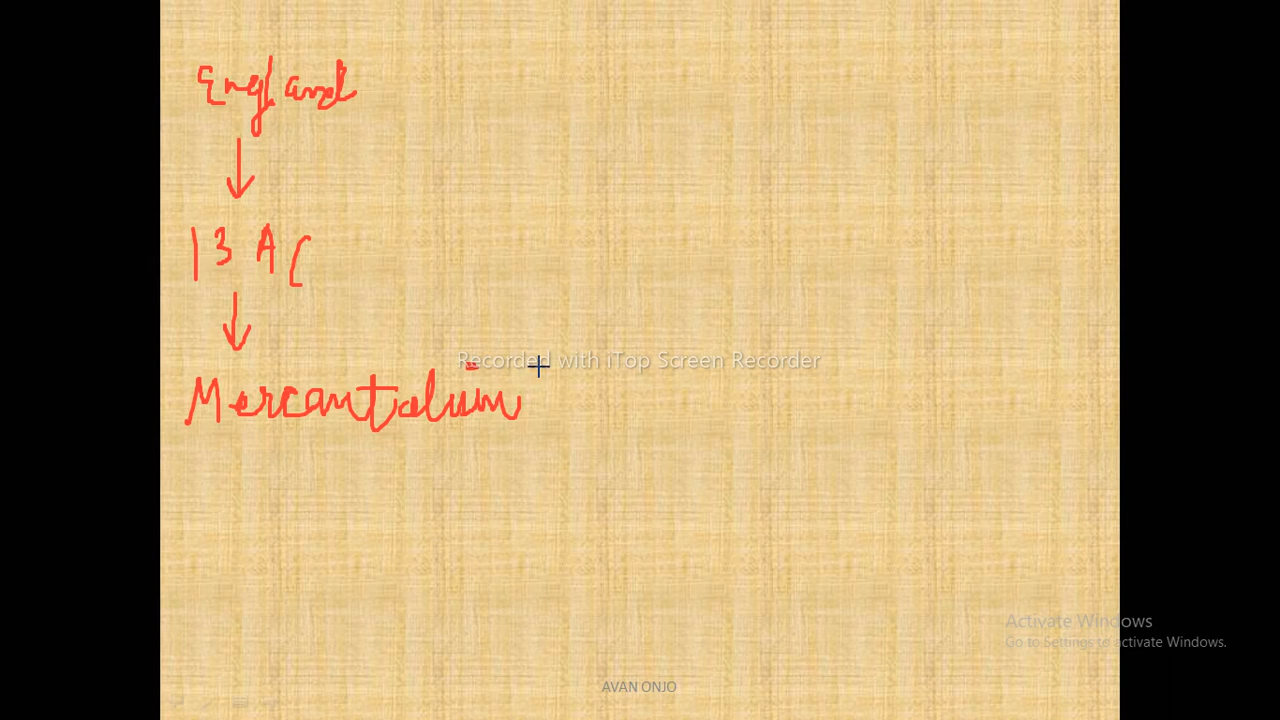 England
13 AC
Recorded with iTop Screen Recorder
Mercantalism
Activate Windows
Go to Settings to activate Windows.
AVAN ONJO